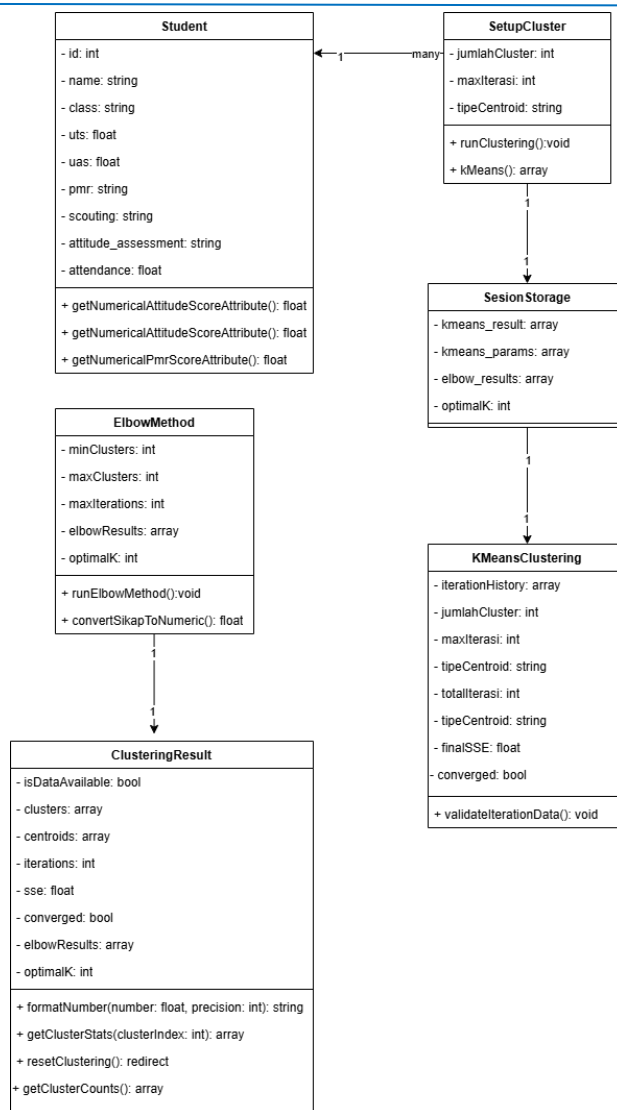 Student
- id: int
- name: string
- class: string
- uts: float
- uas: float
- pmr: string
- scouting: string
- attitude_assessment: string
- attendance: float
+ getNumericalAttitudeScoreAttribute(): float
+ getNumericalAttitudeScoreAttribute(): float
+ getNumericalPmrScoreAttribute(): float
1
many
SetupCluster
- jumlahCluster: int
- maxIterasi: int
- tipeCentroid: string
+ runClustering():void
+ kMeans(): array
1
1
SesionStorage
- kmeans_result: array
- kmeans_params: array
- elbow_results: array
- optimalK: int
1
1
ElbowMethod
- minClusters: int
- maxClusters: int
- maxIterations: int
- elbowResults: array
- optimalK: int
+ runElbowMethod():void
+ convertSikapToNumeric(): float
1
1
KMeansClustering
- iterationHistory: array
- jumlahCluster: int
- maxIterasi: int
- tipeCentroid: string
- totalIterasi: int
- tipeCentroid: string
- finalSSE: float
- converged: bool
+ validateIterationData(): void
ClusteringResult
- isDataAvailable: bool
- clusters: array
- centroids: array
- iterations: int
- sse: float
- converged: bool
- elbowResults: array
- optimalK: int
+ formatNumber(number: float, precision: int): string
+ getClusterStats(clusterIndex: int): array
+ resetClustering(): redirect
+ getClusterCounts(): array